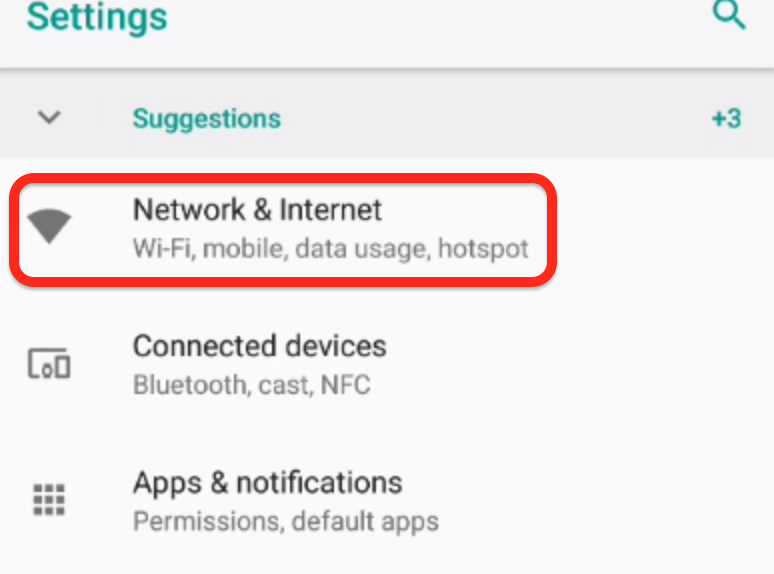 Settings
Suggestions +3
Network & Internet
Wi-Fi, mobile, data usage, hotspot
Connected devices
Bluetooth, cast, NFC
Apps & notifications
Permissions, default apps